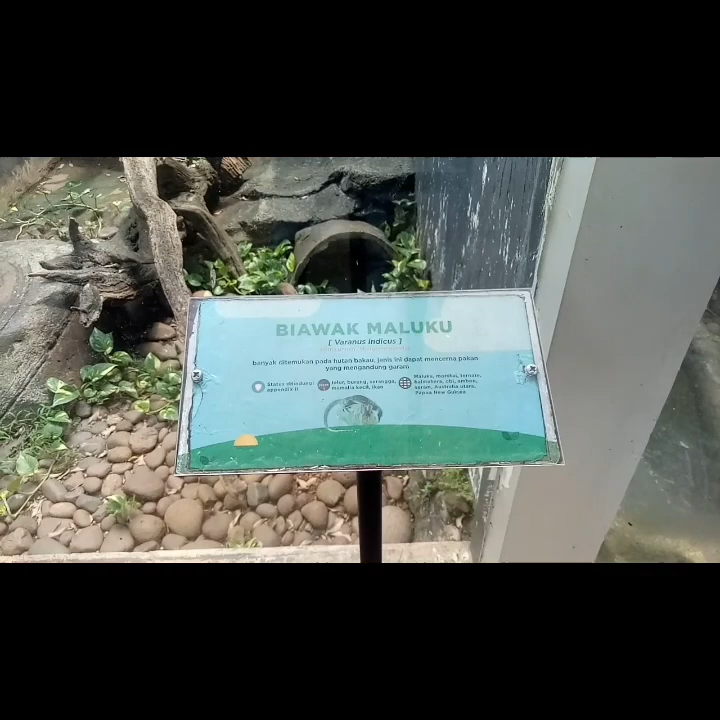 BIAWAK MALUKU
[ Varanus indicus ]
banyak ditemukan pada hutan bakau, jenis ini dapat mencerna pakan
yang mengandung garam
Status dilindungi
appendix II
telur, burung, serangga,
mamalia kecil, ikan
Maluku, morotai, ternate,
halmahera, obi, ambon,
seram, Australia utara,
Papua New Guinea